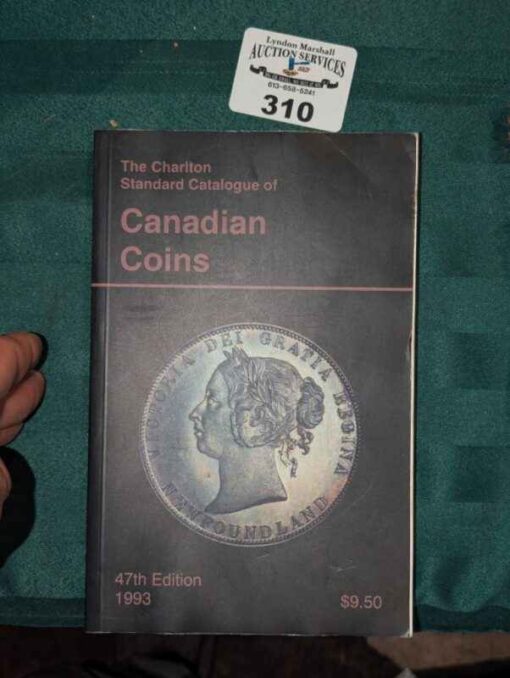 Lyndon Marshall
AUCTION SERVICES
613-658-5241
310
The Charlton
Standard Catalogue of
Canadian
Coins
VICTORIA DEI GRATIA REGINA
NEWFOUNDLAND
47th Edition
1993
$9.50